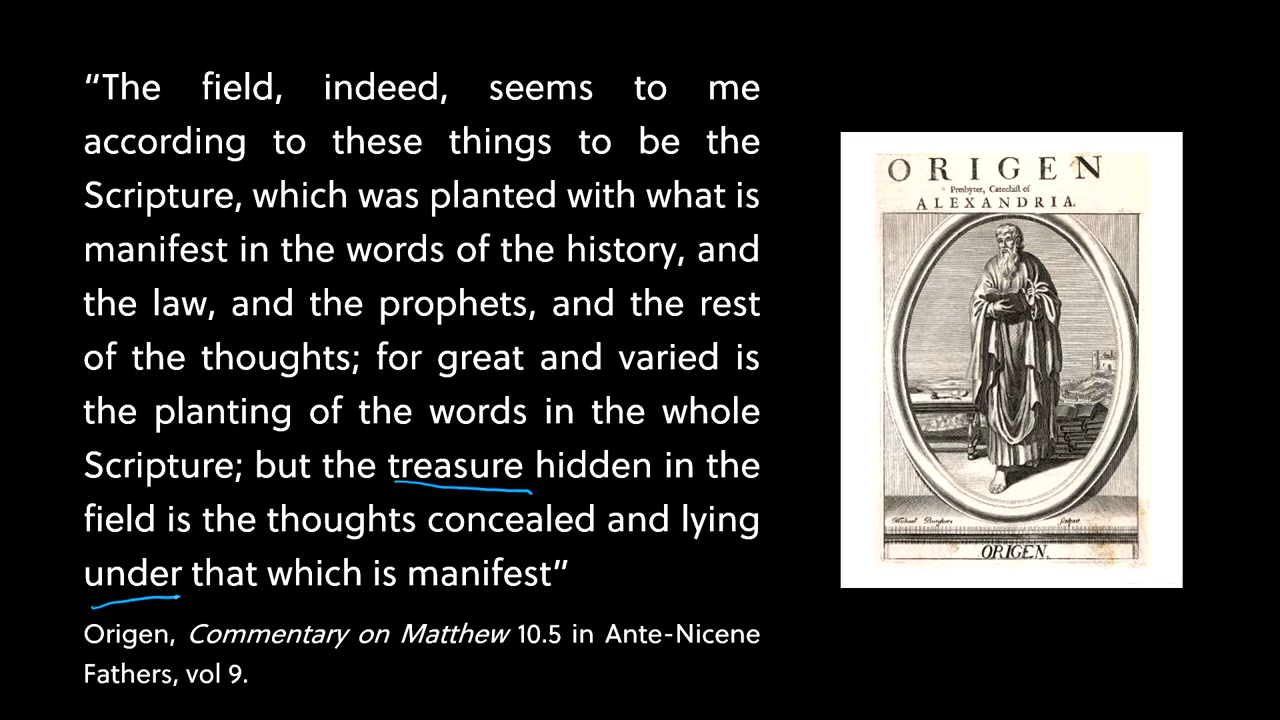 “The field, indeed, seems to me
according to these things to be the
Scripture, which was planted with what is
manifest in the words of the history, and
the law, and the prophets, and the rest
of the thoughts; for great and varied is
the planting of the words in the whole
Scripture; but the treasure hidden in the
field is the thoughts concealed and lying
under that which is manifest”
Origen, Commentary on Matthew 10.5 in Ante-Nicene
Fathers, vol 9.
ORIGEN
Presbyter, Catechist of
ALEXANDRIA.
Michael Burghers sculpsit
ORIGEN.